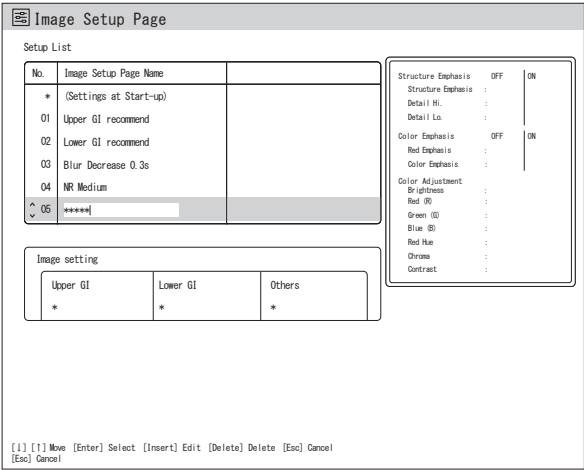 Image Setup Page
Setup List
No. Image Setup Page Name
* (Settings at Start-up)
01 Upper GI recommend
02 Lower GI recommend
03 Blur Decrease 0.3s
04 NR Medium
05 *****
Structure Emphasis OFF ON
Structure Emphasis :
Detail Hi. :
Detail Lo. :
Color Emphasis OFF ON
Red Emphasis :
Color Emphasis :
Color Adjustment
Brightness :
Red (R) :
Green (G) :
Blue (B) :
Red Hue :
Chroma :
Contrast :
Image setting
Upper GI Lower GI Others
* * *
[↓] [↑] Move [Enter] Select [Insert] Edit [Delete] Delete [Esc] Cancel
[Esc] Cancel